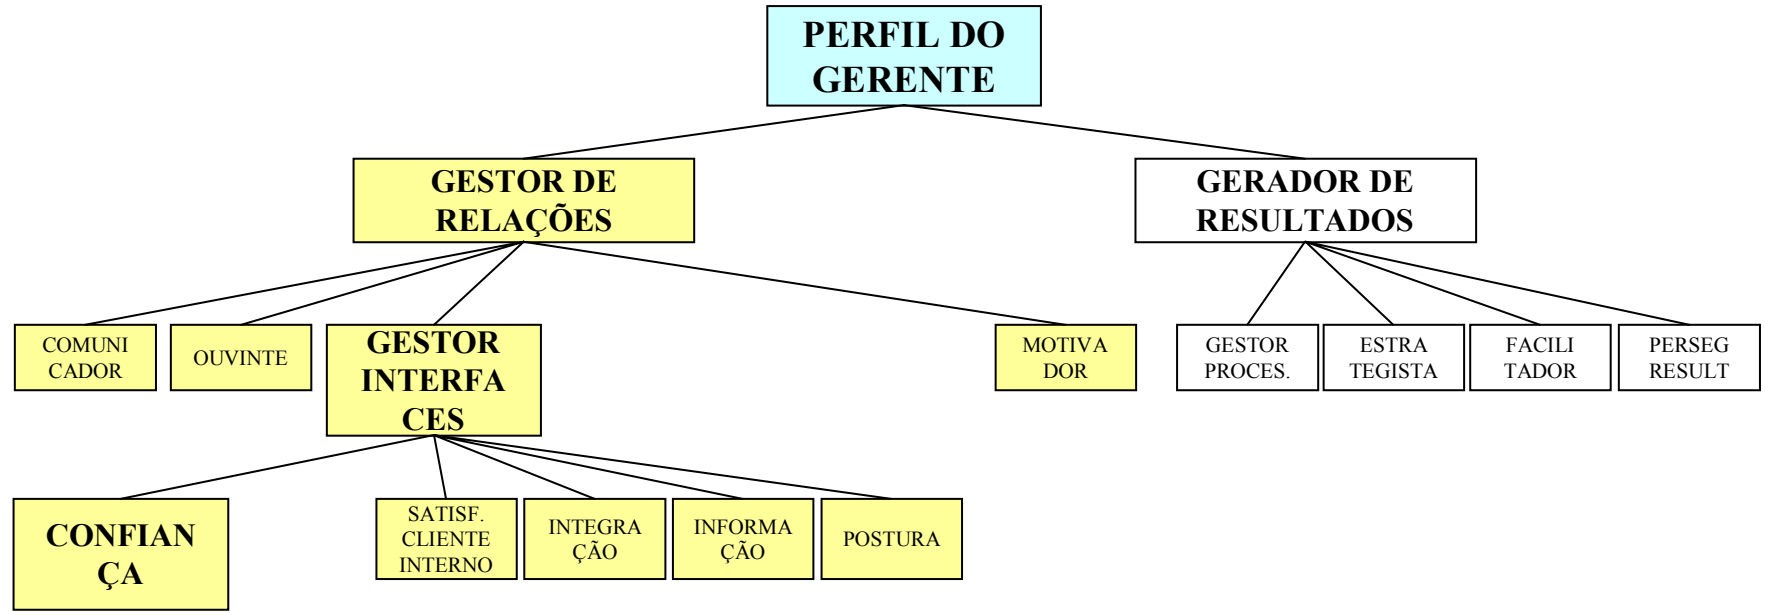 PERFIL DO
GERENTE
GESTOR DE
RELAÇÕES
GERADOR DE
RESULTADOS
COMUNI
CADOR
OUVINTE
GESTOR
INTERFA
CES
MOTIVA
DOR
GESTOR
PROCES.
ESTRA
TEGISTA
FACILI
TADOR
PERSEG
RESULT
CONFIAN
ÇA
SATISF.
CLIENTE
INTERNO
INTEGRA
ÇÃO
INFORMA
ÇÃO
POSTURA